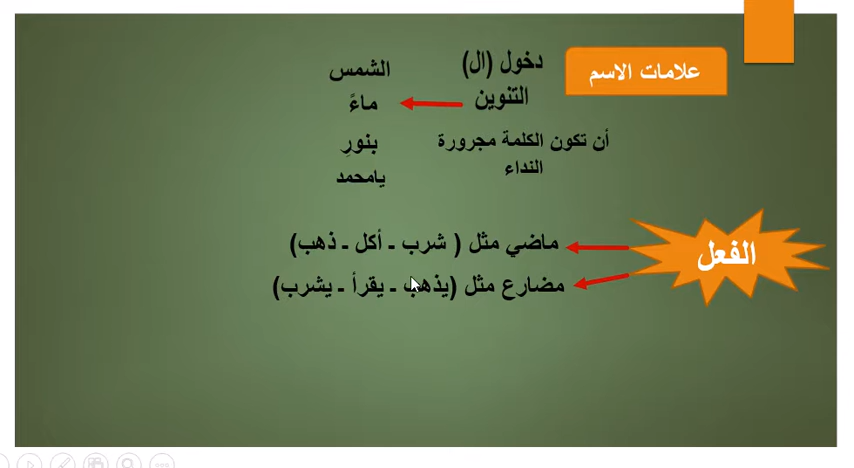 علامات الاسم
دخول (ال) الشمس
التنوين ماءً
أن تكون الكلمة مجرورة بنورِ
النداء يامحمد
الفعل
ماضي مثل ( شرب - أكل - ذهب)
مضارع مثل (يذهب - يقرأ - يشرب)